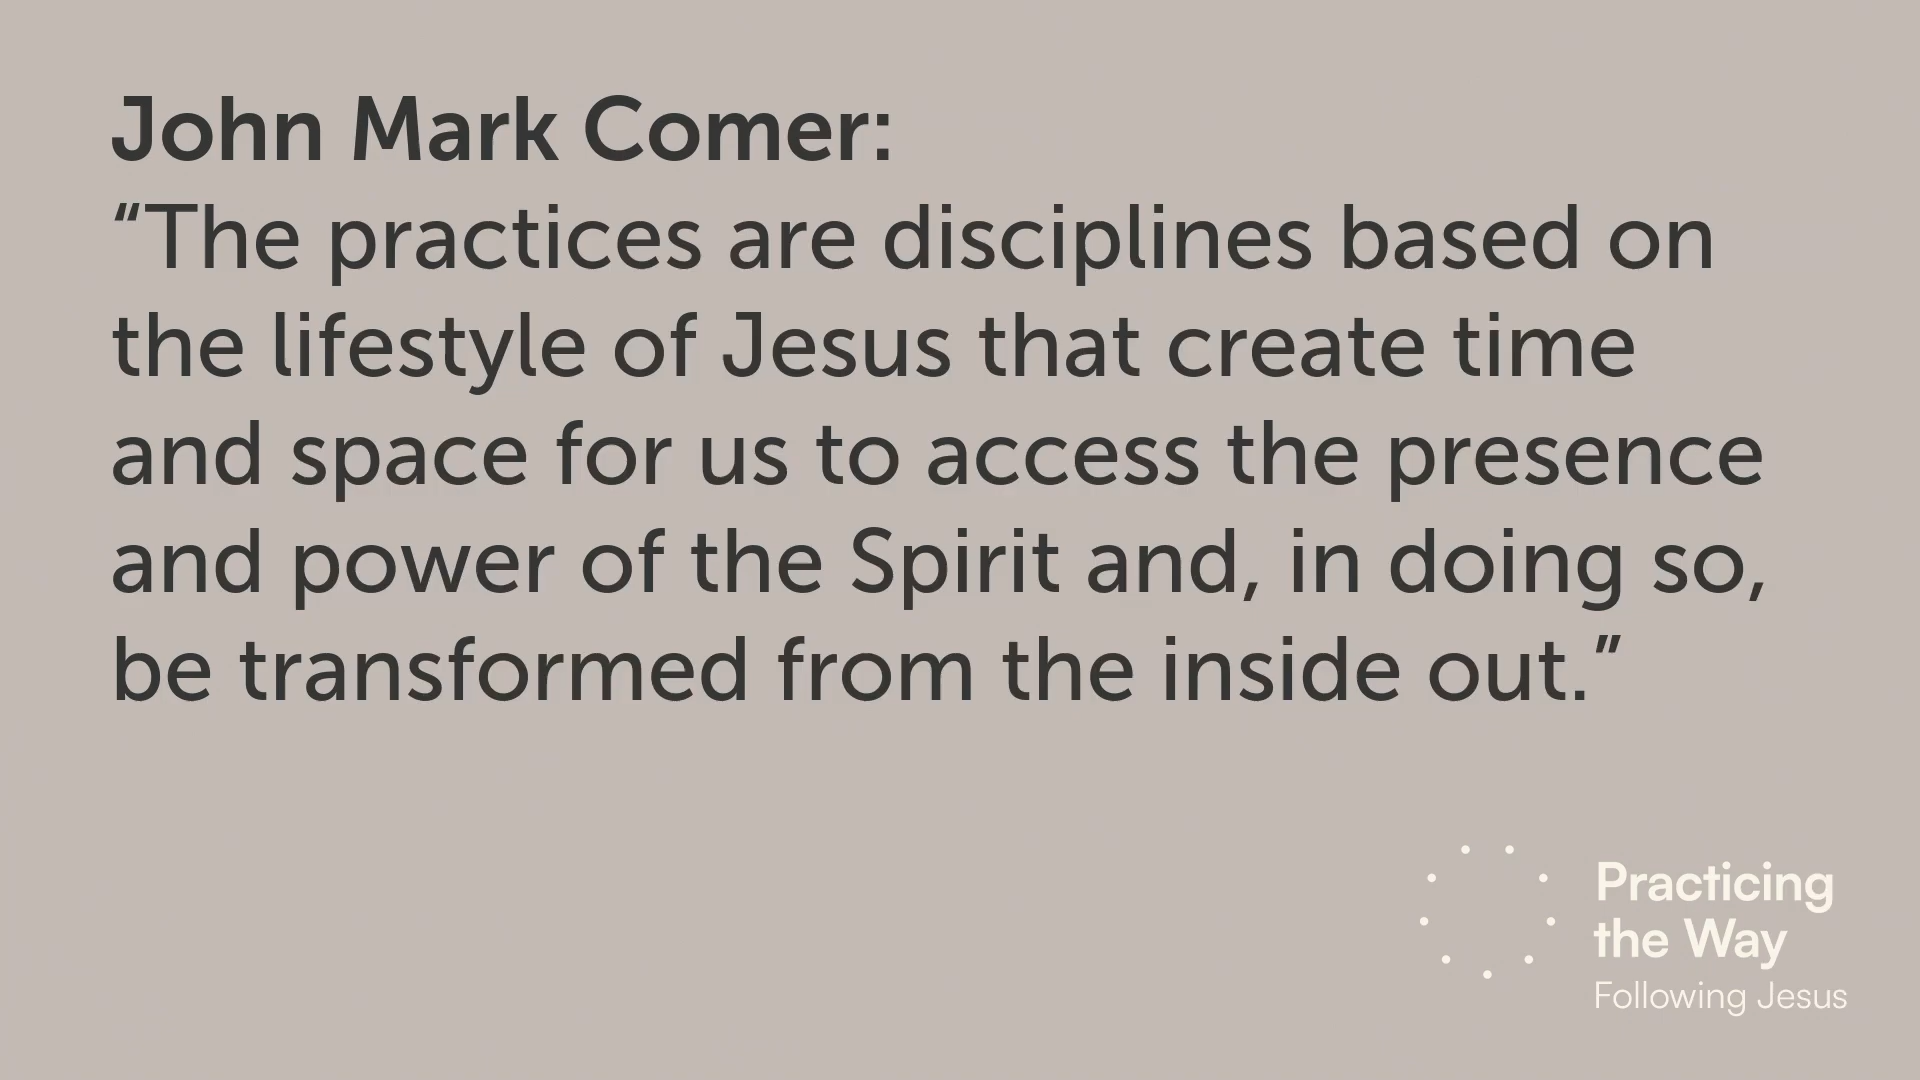 John Mark Comer:
“The practices are disciplines based on
the lifestyle of Jesus that create time
and space for us to access the presence
and power of the Spirit and, in doing so,
be transformed from the inside out.”
Practicing
the Way
Following Jesus